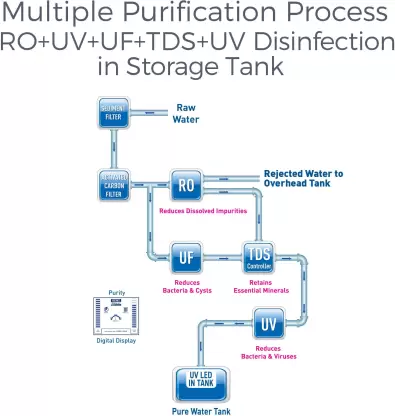 Multiple Purification Process
RO+UV+UF+TDS+UV Disinfection
in Storage Tank
SEDIMENT
FILTER
Raw
Water
CARBON
FILTER
RO
Rejected Water to
Overhead Tank
Reduces Dissolved Impurities
UF
TDS
Controller
Reduces
Bacteria & Cysts
Retains
Essential Minerals
Purity
Digital Display
UV
Reduces
Bacteria & Viruses
UV LED
IN TANK
Pure Water Tank